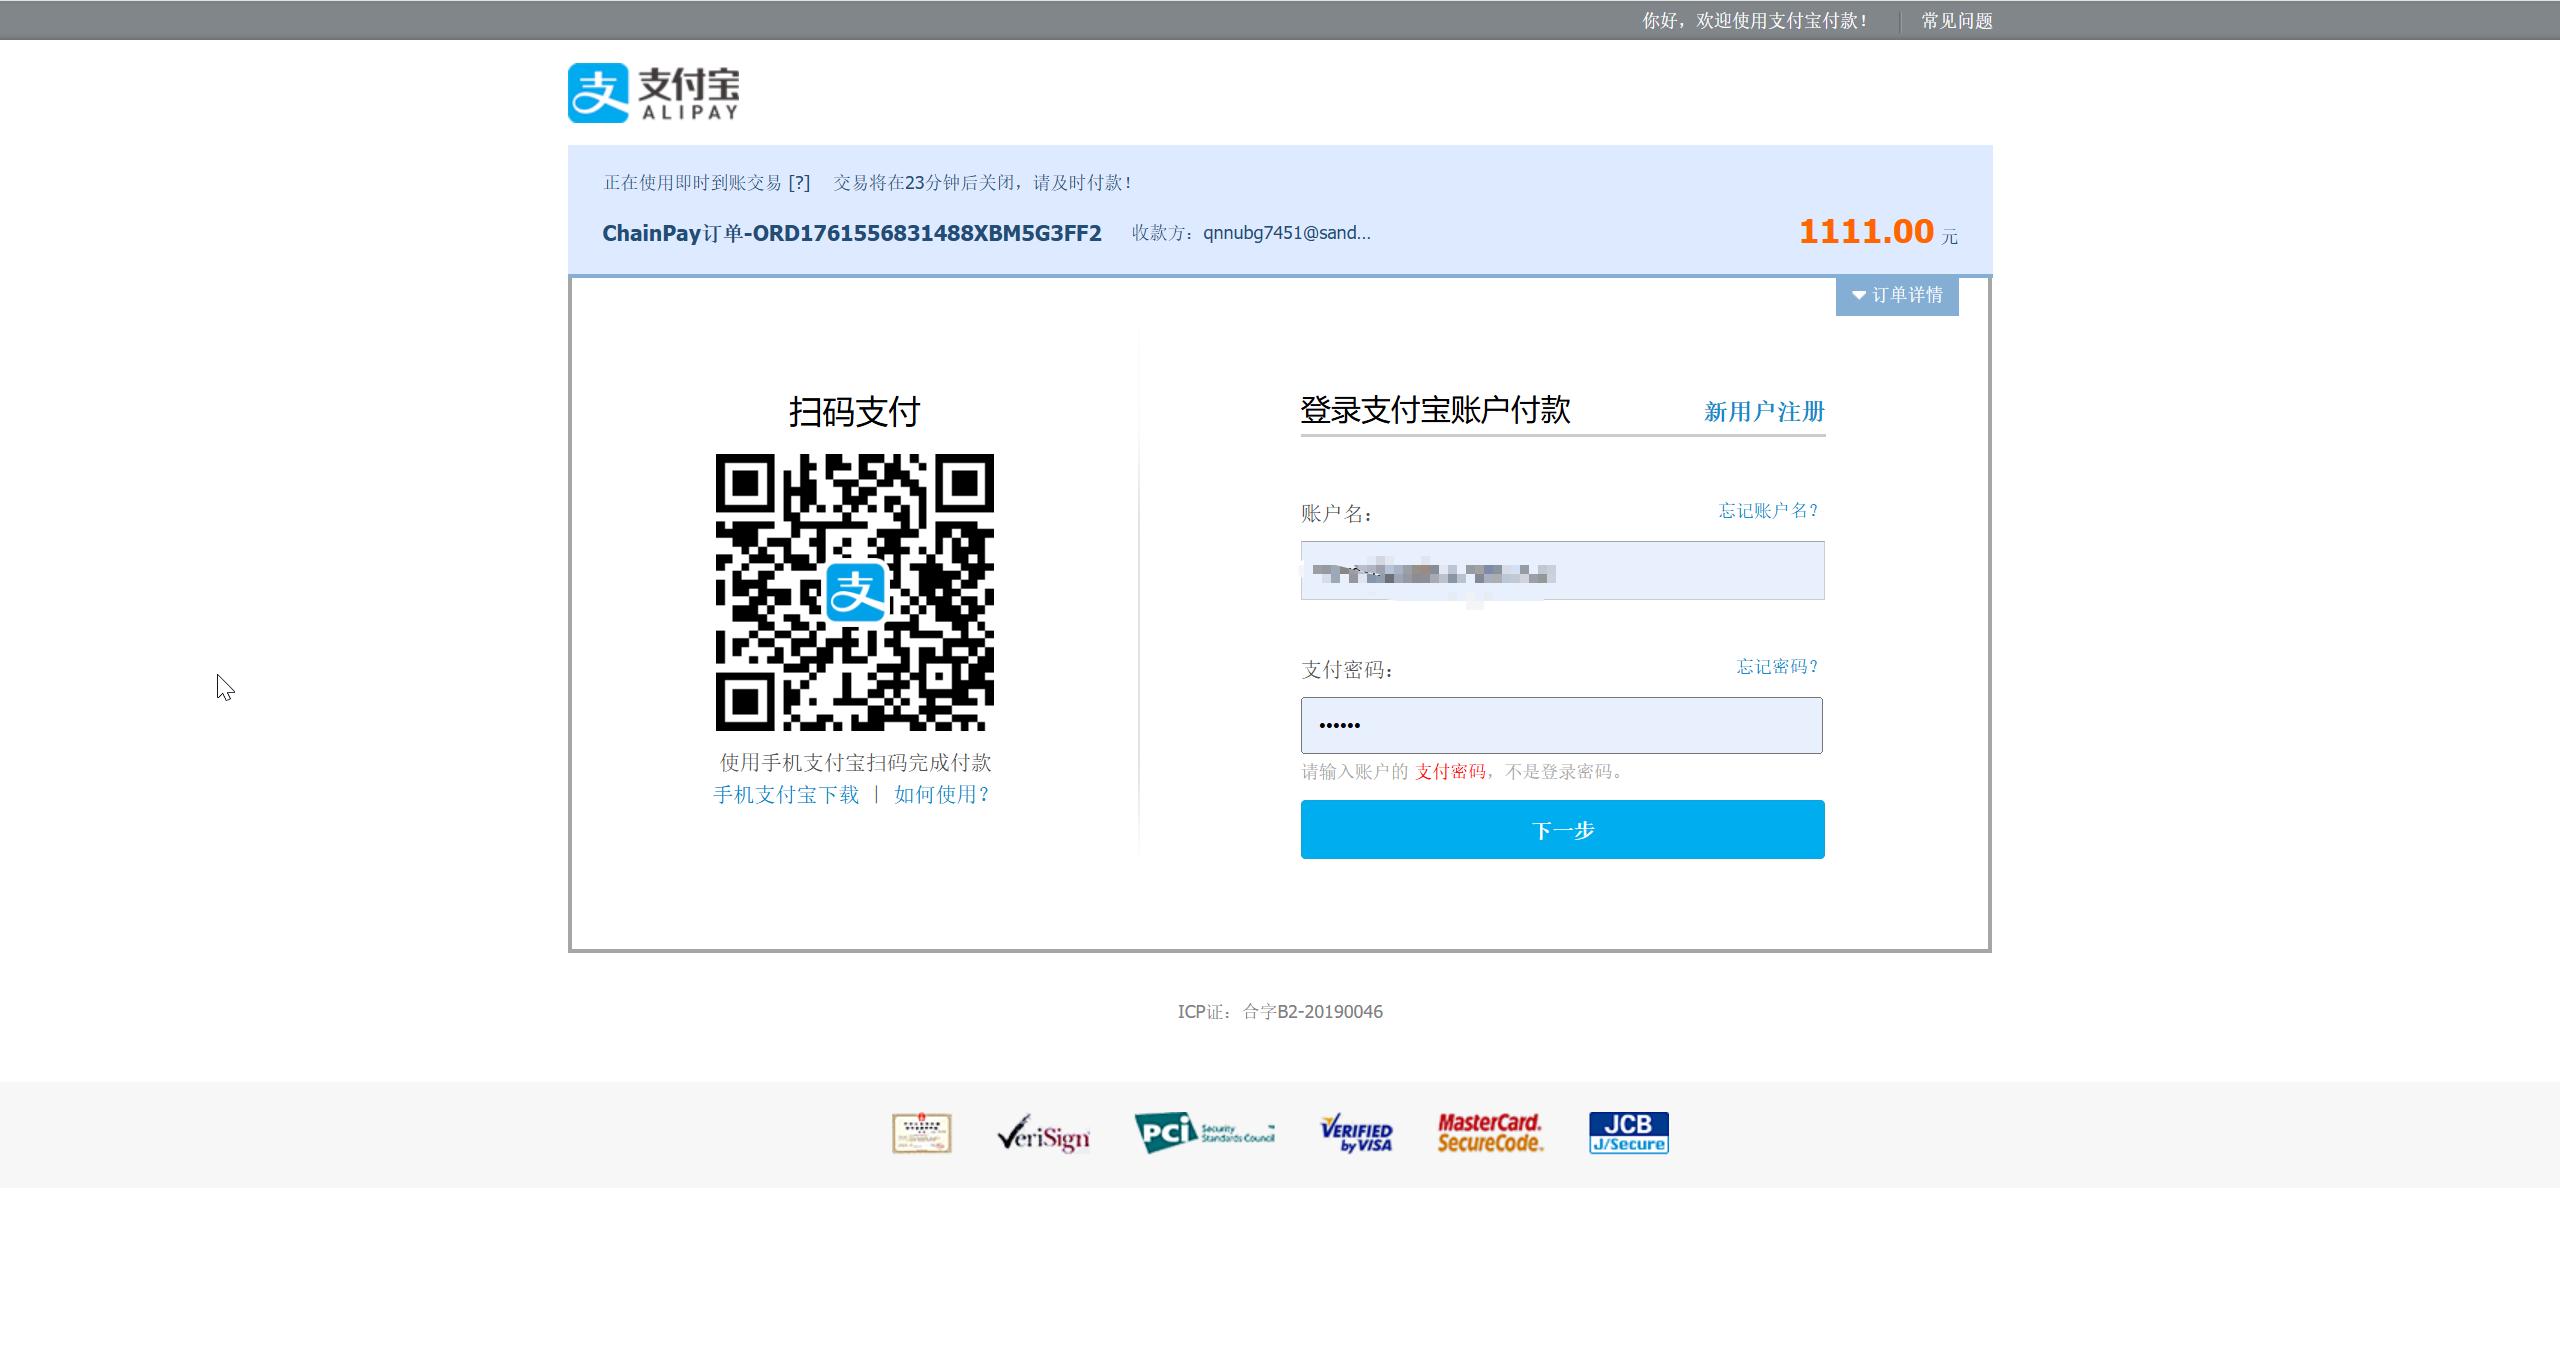 你好，欢迎使用支付宝付款！ 常见问题
支 支付宝
ALIPAY
正在使用即时到账交易 [?] 交易将在23分钟后关闭，请及时付款！
ChainPay订单-ORD1761556831488XBM5G3FF2 收款方：qnnubg7451@sand... 1111.00 元
订单详情
扫码支付
支
使用手机支付宝扫码完成付款
手机支付宝下载 | 如何使用？
登录支付宝账户付款 新用户注册
账户名： 忘记账户名？
支付密码： 忘记密码？
••••••
请输入账户的 支付密码，不是登录密码。
下一步
ICP证：合字B2-20190046
VeriSign
PCI Security Standards Council
VERIFIED by VISA
MasterCard. SecureCode.
JCB J/Secure